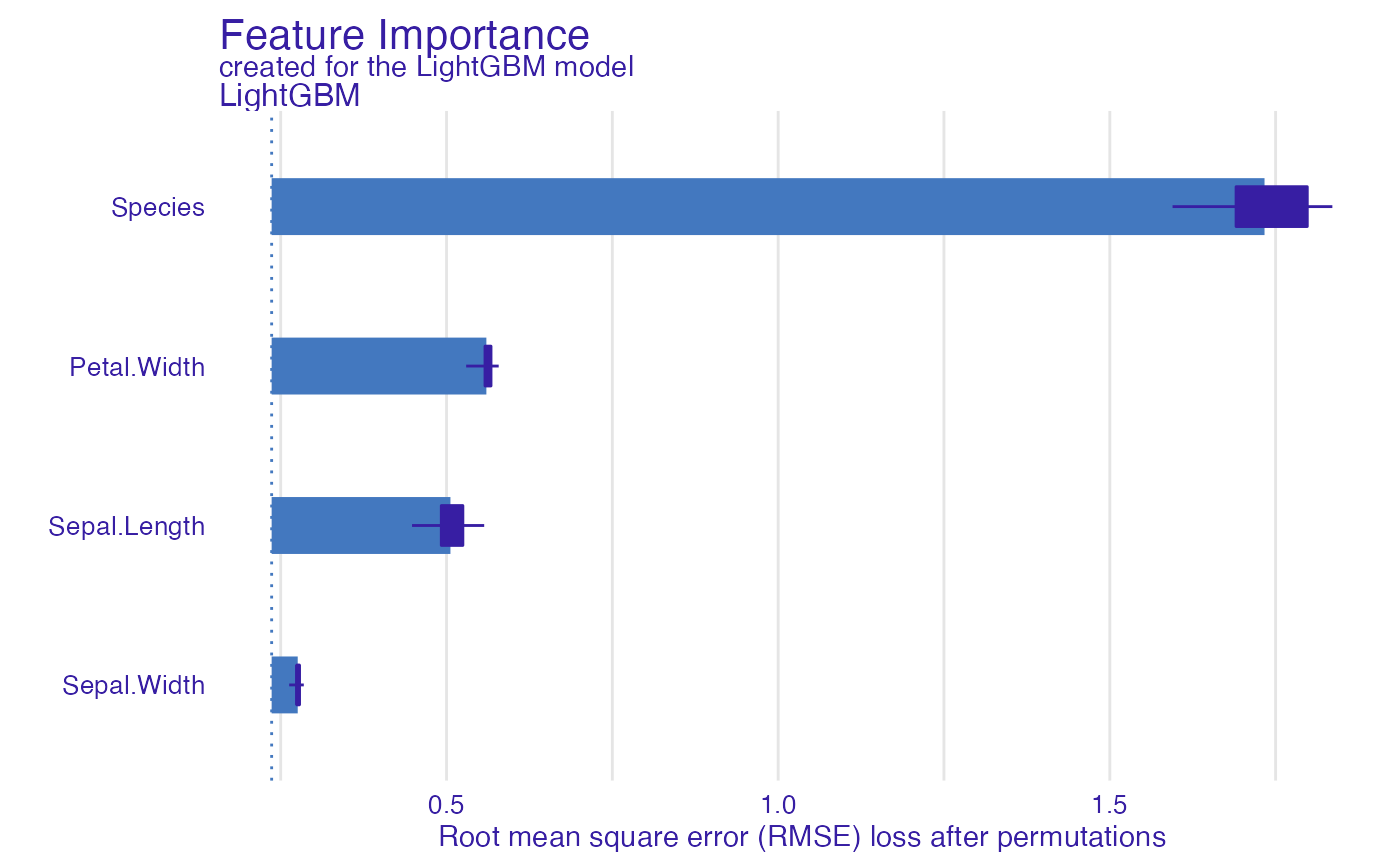 Feature Importance
created for the LightGBM model
LightGBM
Species
Petal.Width
Sepal.Length
Sepal.Width
0.5 1.0 1.5
Root mean square error (RMSE) loss after permutations